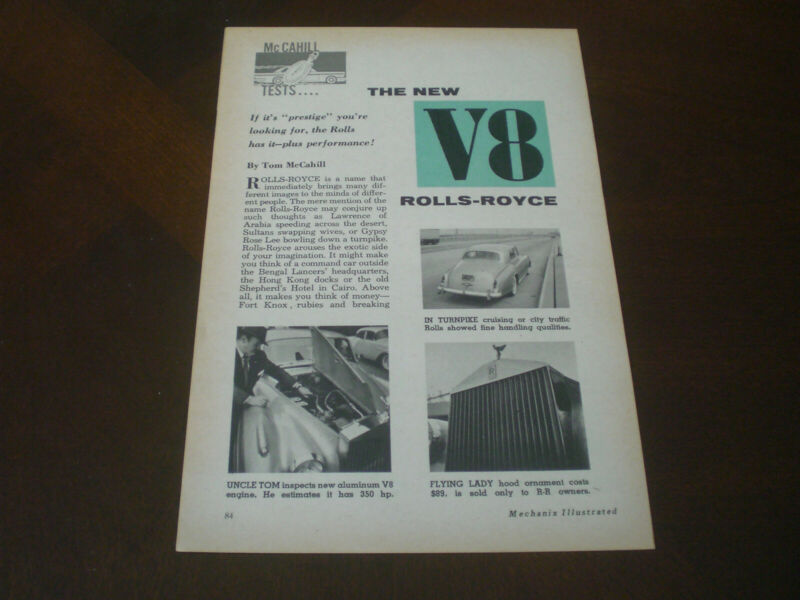 McCAHILL
TESTS....
THE NEW
V8
ROLLS-ROYCE
If it's "prestige" you're
looking for, the Rolls
has it—plus performance!
By Tom McCahill
ROLLS-ROYCE is a name that
immediately brings many dif-
ferent images to the minds of differ-
ent people. The mere mention of the
name Rolls-Royce may conjure up
such thoughts as Lawrence of
Arabia speeding across the desert,
Sultans swapping wives, or Gypsy
Rose Lee bowling down a turnpike.
Rolls-Royce arouses the exotic side
of your imagination. It might make
you think of a command car outside
the Bengal Lancers' headquarters,
the Hong Kong docks or the old
Shepherd's Hotel in Cairo. Above
all, it makes you think of money—
Fort Knox, rubies and breaking
IN TURNPIKE cruising or city traffic
Rolls showed fine handling qualities.
UNCLE TOM inspects new aluminum V8
engine. He estimates it has 350 hp.
FLYING LADY hood ornament costs
$89, is sold only to R-R owners.
84
Mechanix Illustrated